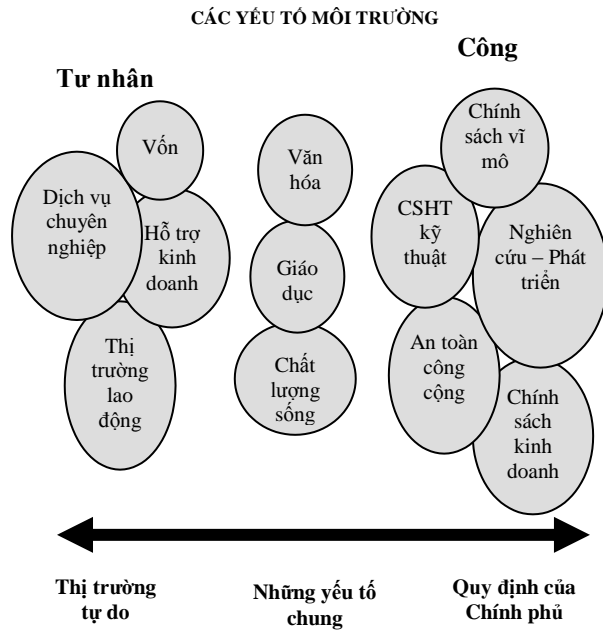 CÁC YẾU TỐ MÔI TRƯỜNG
Tư nhân
Công
Vốn
Dịch vụ
chuyên
nghiệp
Hỗ trợ
kinh
doanh
Thị
trường
lao
động
Văn
hóa
Giáo
dục
Chất
lượng
sống
Chính
sách vĩ
mô
CSHT
kỹ
thuật
Nghiên
cứu – Phát
triển
An toàn
công
cộng
Chính
sách
kinh
doanh
Thị trường
tự do
Những yếu tố
chung
Quy định của
Chính phủ